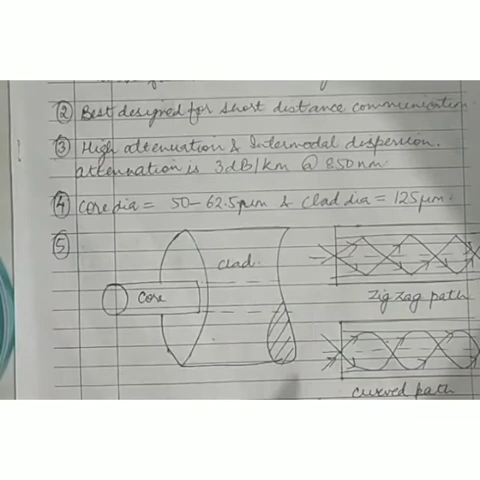 ② Best designed for short distance communication.
③ High attenuation & Intermodal dispersion.
attenuation is 3dB/km @ 850nm
④ Core dia = 50-62.5μm & Clad dia = 125μm.
⑤
Clad.
Core
Zig Zag path
curved path